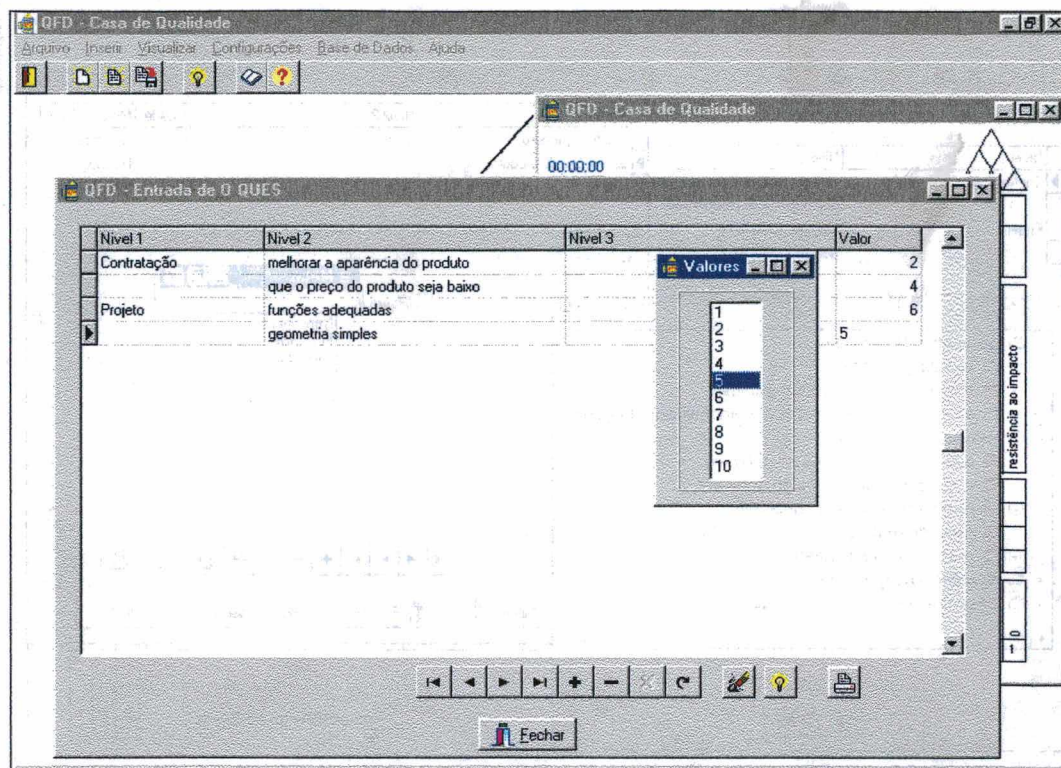 QFD - Casa de Qualidade
Arquivo Inserir Visualizar Configurações Base de Dados Ajuda
QFD - Casa de Qualidade
00:00:00
QFD - Entrada de O QUES
Nivel 1 Nivel 2 Nivel 3 Valor
Contratação melhorar a aparência do produto 2
que o preço do produto seja baixo 4
Projeto funções adequadas 6
geometria simples 5
Valores
1
2
3
4
5
6
7
8
9
10
resistência ao impacto
0
1
Fechar